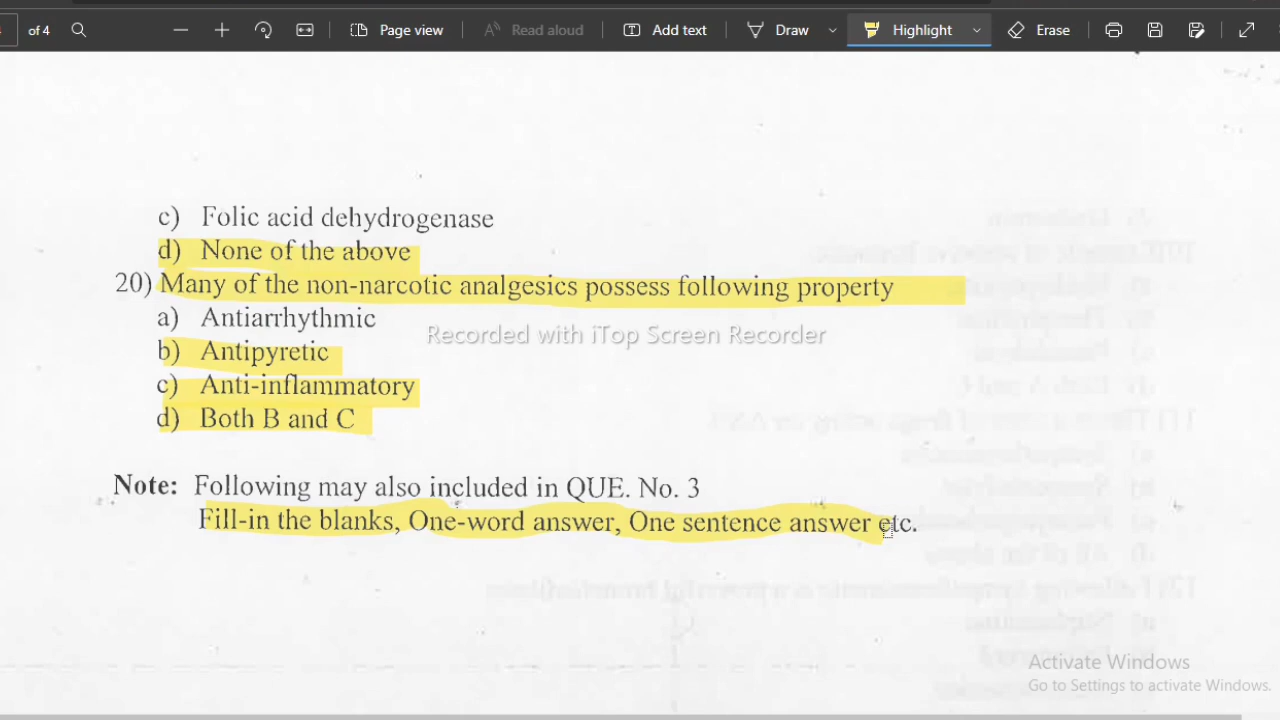 of 4
Page view
Read aloud
Add text
Draw
Highlight
Erase
c) Folic acid dehydrogenase
d) None of the above
20) Many of the non-narcotic analgesics possess following property
a) Antiarrhythmic
Recorded with iTop Screen Recorder
b) Antipyretic
c) Anti-inflammatory
d) Both B and C
Note: Following may also included in QUE. No. 3
Fill-in the blanks, One-word answer, One sentence answer etc.
Activate Windows
Go to Settings to activate Windows.